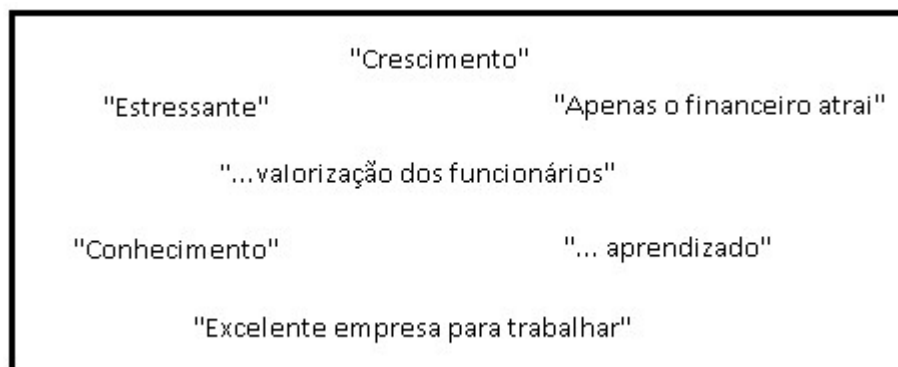 "Crescimento"
"Estressante" "Apenas o financeiro atrai"
"...valorização dos funcionários"
"Conhecimento" "... aprendizado"
"Excelente empresa para trabalhar"